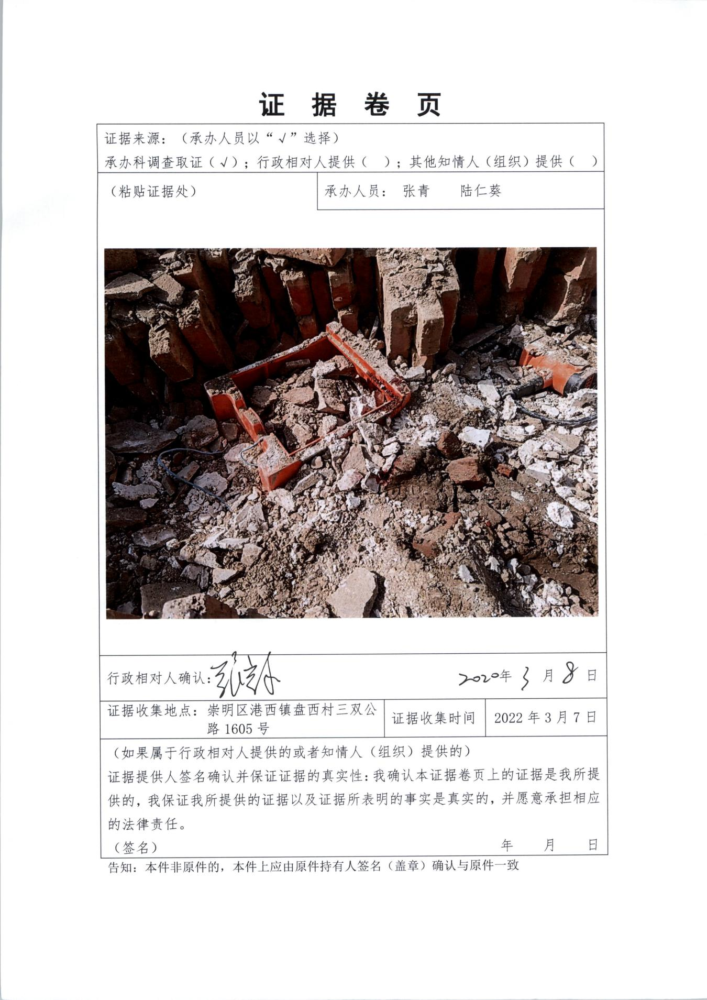 证据卷页
证据来源：（承办人员以“√”选择）
承办科调查取证（√）；行政相对人提供（ ）；其他知情人（组织）提供（ ）
（粘贴证据处）
承办人员： 张青 陆仁葵
行政相对人确认：
2020年 3 月 8 日
证据收集地点：崇明区港西镇盘西村三双公
路 1605 号
证据收集时间
2022 年 3 月 7 日
（如果属于行政相对人提供的或者知情人（组织）提供的）
证据提供人签名确认并保证证据的真实性：我确认本证据卷页上的证据是我所提
供的，我保证我所提供的证据以及证据所表明的事实是真实的，并愿意承担相应
的法律责任。
（签名） 年 月 日
告知：本件非原件的，本件上应由原件持有人签名（盖章）确认与原件一致